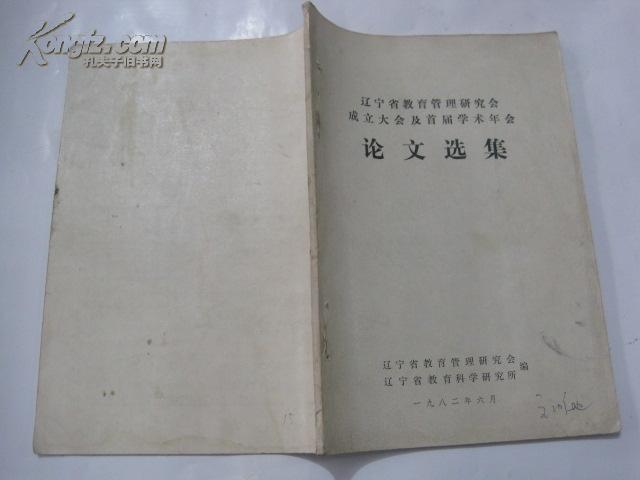 Kongfz.com
孔夫子旧书网
辽宁省教育管理研究会
成立大会及首届学术年会
论文选集
辽宁省教育管理研究会
辽宁省教育科学研究所
编
一九八二年六月